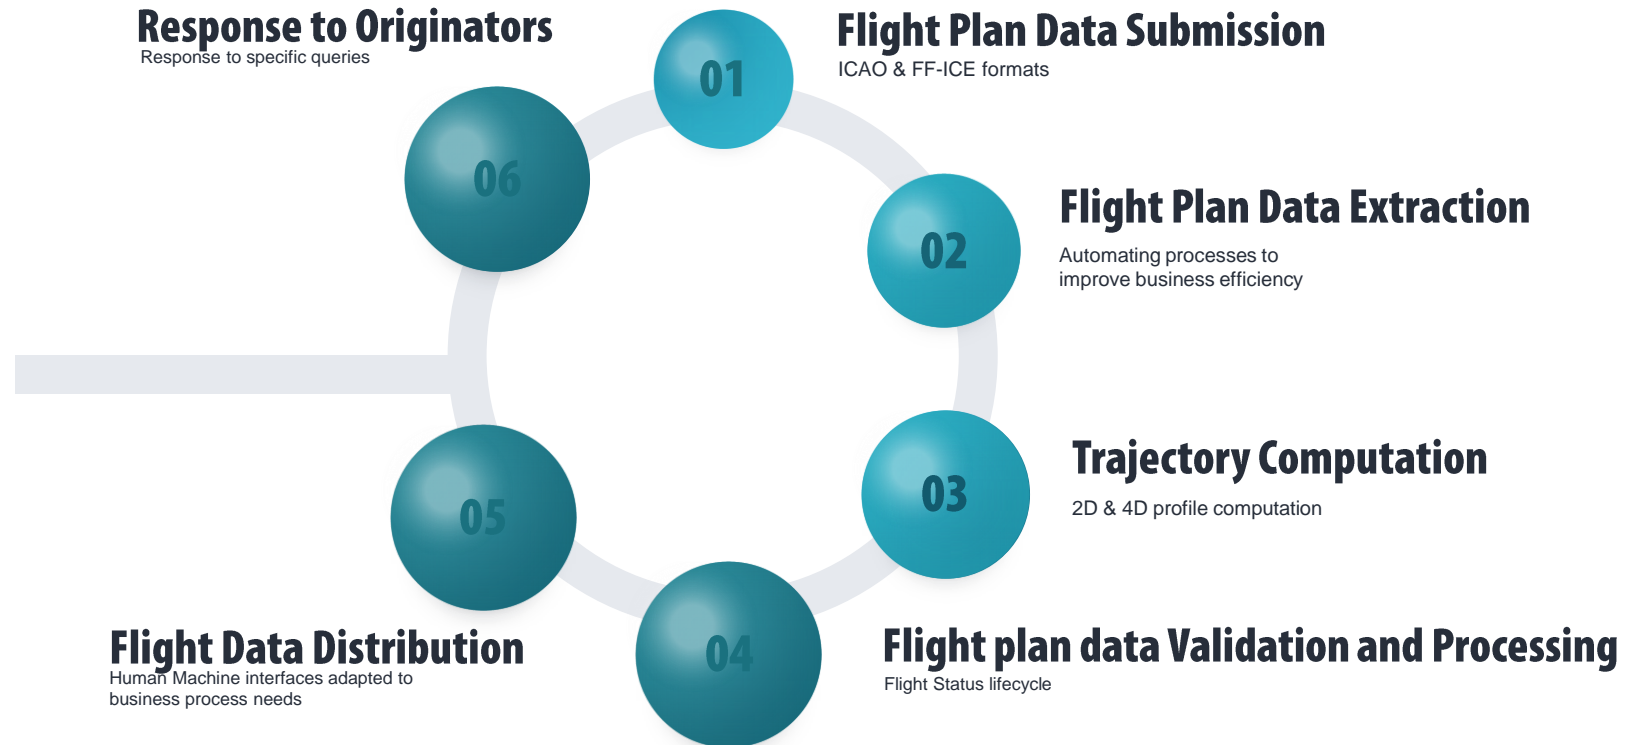 Response to Originators
Response to specific queries
01
Flight Plan Data Submission
ICAO & FF-ICE formats
06
02
Flight Plan Data Extraction
Automating processes to
improve business efficiency
03
Trajectory Computation
2D & 4D profile computation
05
04
Flight plan data Validation and Processing
Flight Status lifecycle
Flight Data Distribution
Human Machine interfaces adapted to
business process needs